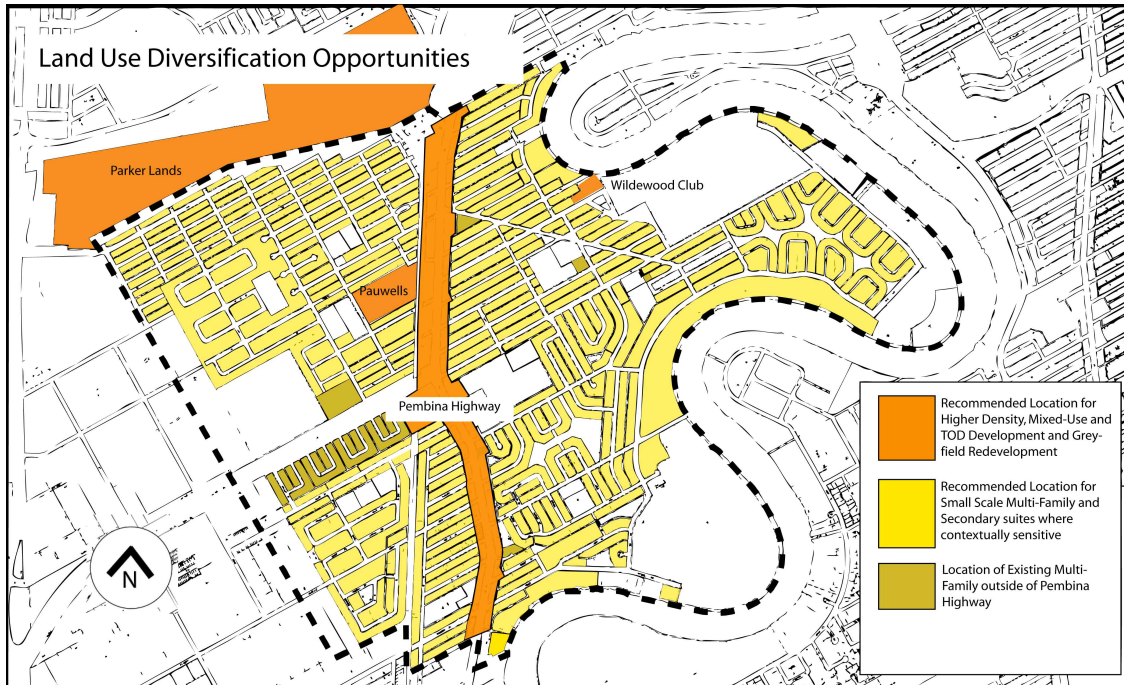 Land Use Diversification Opportunities
Parker Lands
Wildewood Club
Pauwells
Pembina Highway
N
Recommended Location for
Higher Density, Mixed-Use and
TOD Development and Grey-
field Redevelopment
Recommended Location for
Small Scale Multi-Family and
Secondary suites where
contextually sensitive
Location of Existing Multi-
Family outside of Pembina
Highway